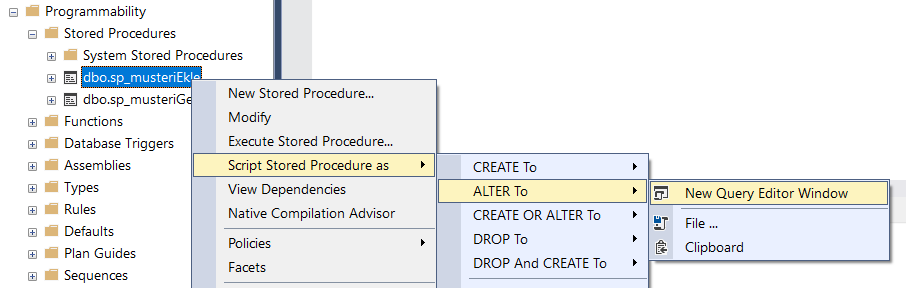 Programmability
Stored Procedures
System Stored Procedures
dbo.sp_musteriEkle
dbo.sp_musteriGe
Functions
Database Triggers
Assemblies
Types
Rules
Defaults
Plan Guides
Sequences
New Stored Procedure...
Modify
Execute Stored Procedure...
Script Stored Procedure as
View Dependencies
Native Compilation Advisor
Policies
Facets
CREATE To
ALTER To
CREATE OR ALTER To
DROP To
DROP And CREATE To
New Query Editor Window
File ...
Clipboard